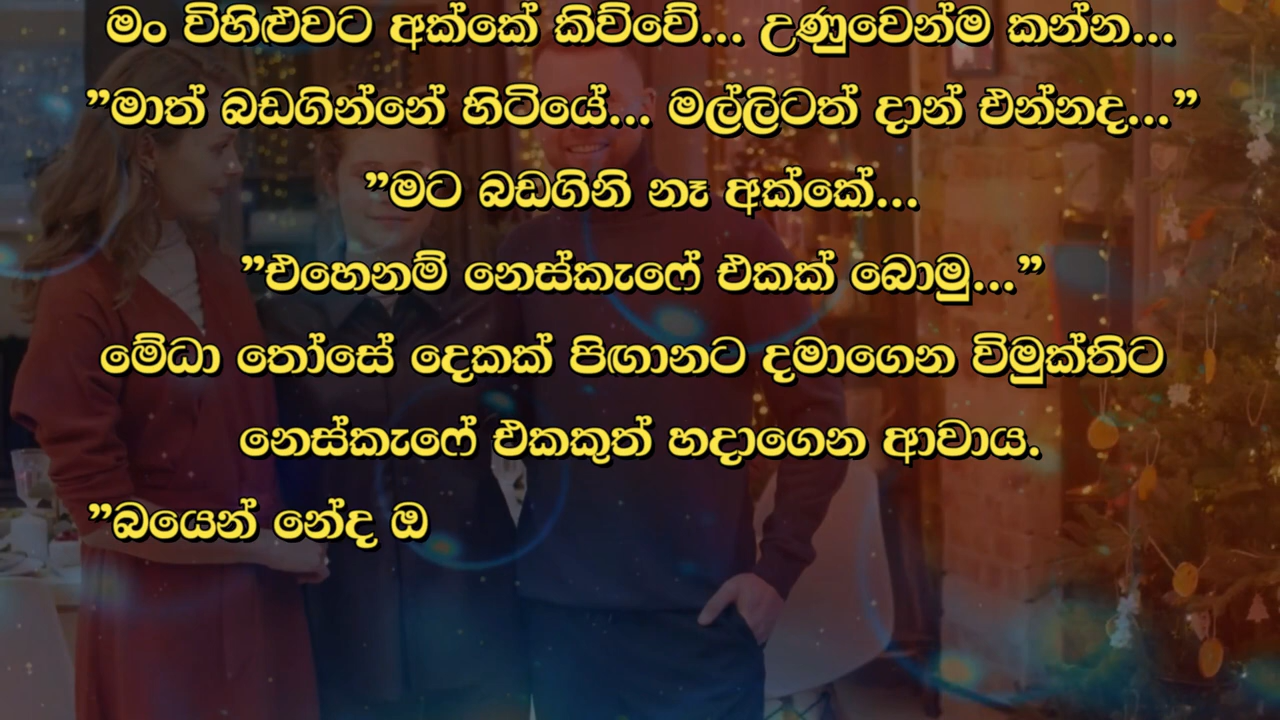 මං විහිළුවට අක්කේ කිව්වේ... උණුවෙන්ම කන්න...
”මාත් බඩගින්නේ හිටියේ... මල්ලිටත් දාන් එන්නද...”
”මට බඩගිනි නෑ අක්කේ...
”එහෙනම් නෙස්කැෆේ එකක් බොමු...”
මේධා තෝසේ දෙකක් පිඟානට දමාගෙන විමුක්තිට
නෙස්කැෆේ එකකුත් හදාගෙන ආවාය.
”බයෙන් නේද ඔ